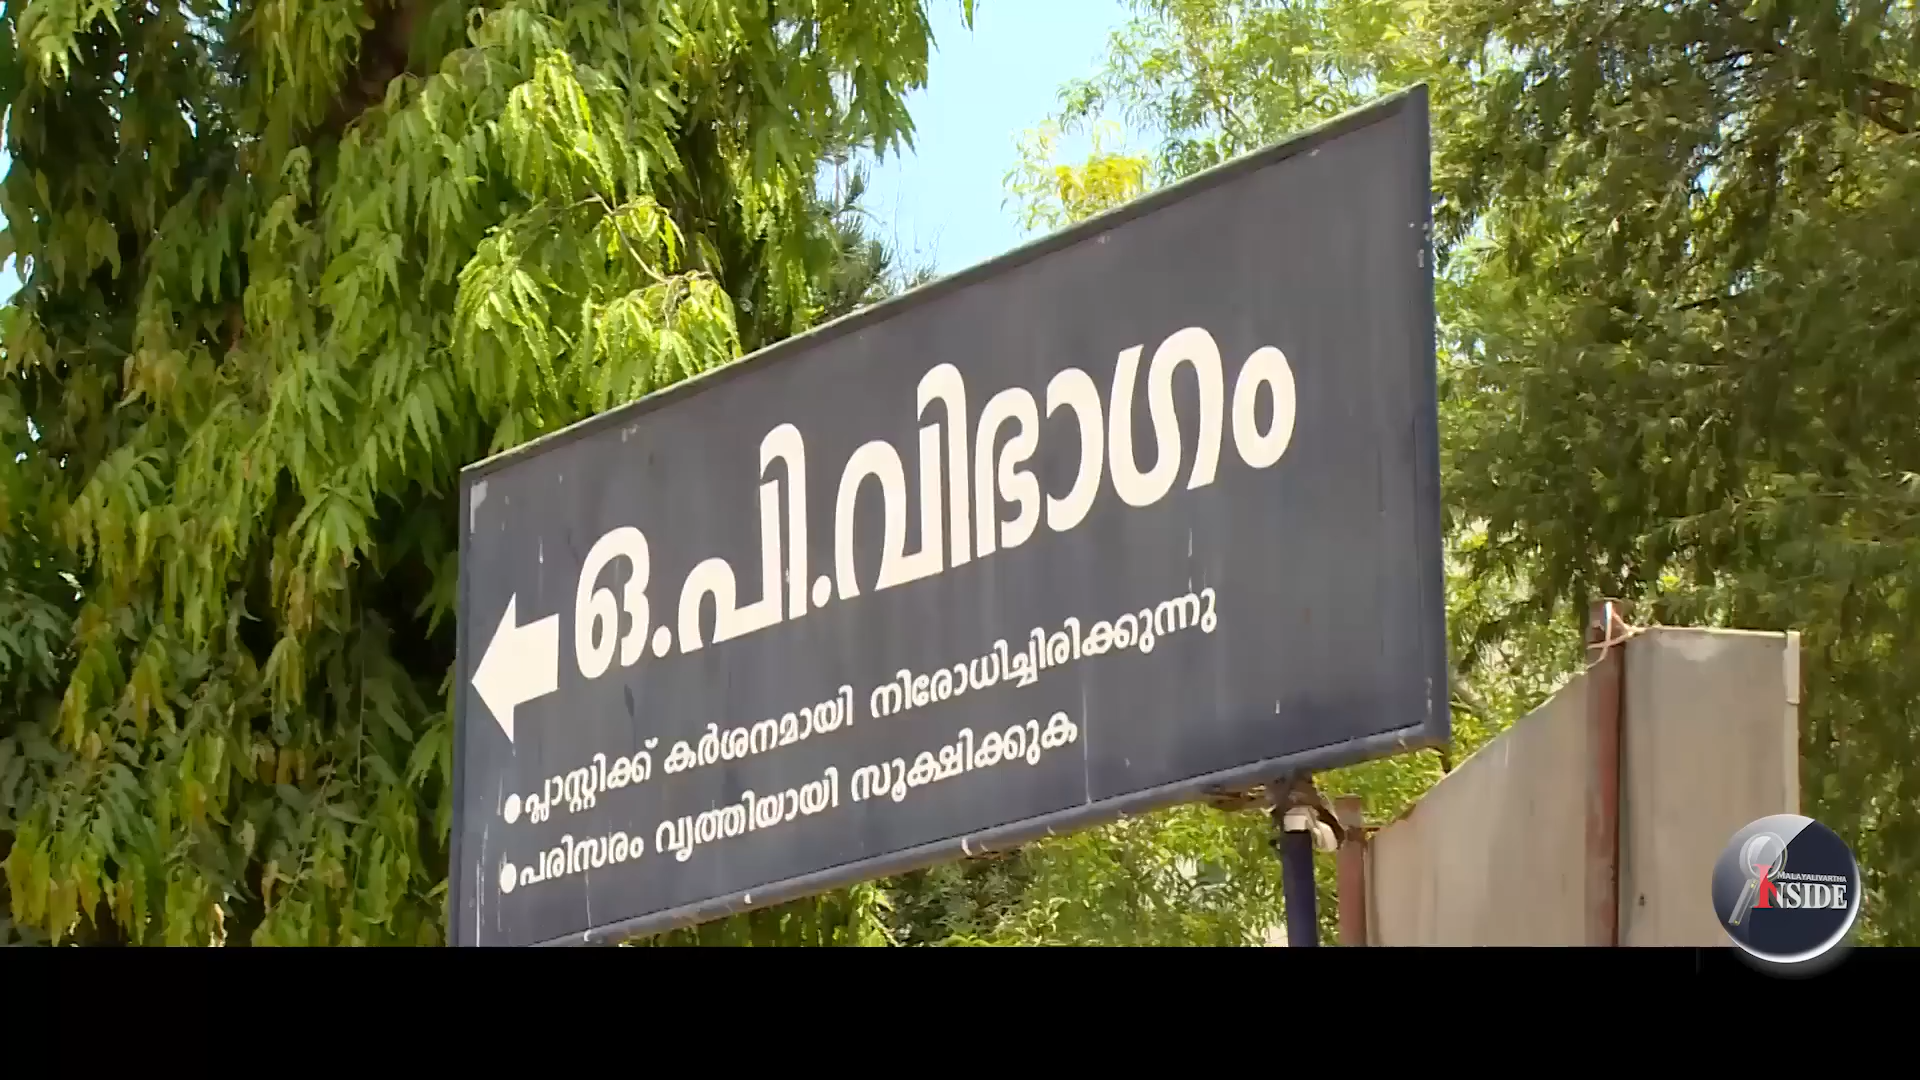 ഒ.പി.വിഭാഗം
●പ്ലാസ്റ്റിക്ക് കർശനമായി നിരോധിച്ചിരിക്കുന്നു
●പരിസരം വൃത്തിയായി സൂക്ഷിക്കുക
MALAYALIVARTHA
INSIDE